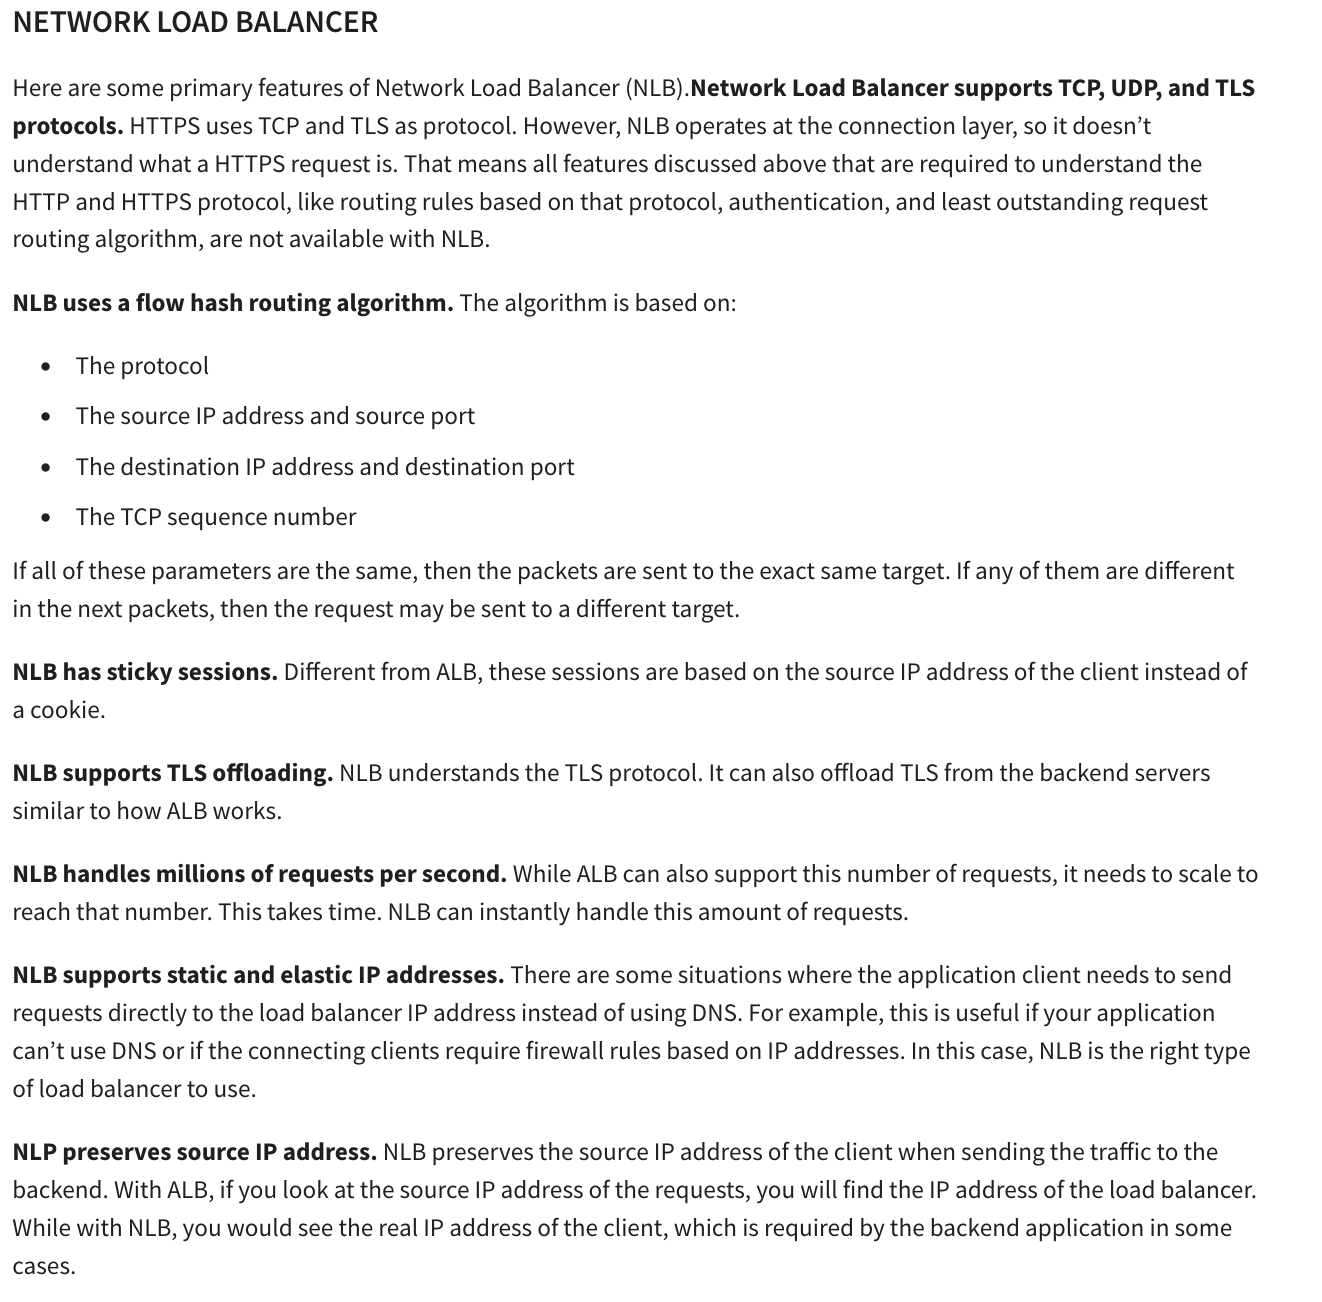 NETWORK LOAD BALANCER
Here are some primary features of Network Load Balancer (NLB).Network Load Balancer supports TCP, UDP, and TLS
protocols. HTTPS uses TCP and TLS as protocol. However, NLB operates at the connection layer, so it doesn’t
understand what a HTTPS request is. That means all features discussed above that are required to understand the
HTTP and HTTPS protocol, like routing rules based on that protocol, authentication, and least outstanding request
routing algorithm, are not available with NLB.
NLB uses a flow hash routing algorithm. The algorithm is based on:
• The protocol
• The source IP address and source port
• The destination IP address and destination port
• The TCP sequence number
If all of these parameters are the same, then the packets are sent to the exact same target. If any of them are different
in the next packets, then the request may be sent to a different target.
NLB has sticky sessions. Different from ALB, these sessions are based on the source IP address of the client instead of
a cookie.
NLB supports TLS offloading. NLB understands the TLS protocol. It can also offload TLS from the backend servers
similar to how ALB works.
NLB handles millions of requests per second. While ALB can also support this number of requests, it needs to scale to
reach that number. This takes time. NLB can instantly handle this amount of requests.
NLB supports static and elastic IP addresses. There are some situations where the application client needs to send
requests directly to the load balancer IP address instead of using DNS. For example, this is useful if your application
can’t use DNS or if the connecting clients require firewall rules based on IP addresses. In this case, NLB is the right type
of load balancer to use.
NLP preserves source IP address. NLB preserves the source IP address of the client when sending the traffic to the
backend. With ALB, if you look at the source IP address of the requests, you will find the IP address of the load balancer.
While with NLB, you would see the real IP address of the client, which is required by the backend application in some
cases.